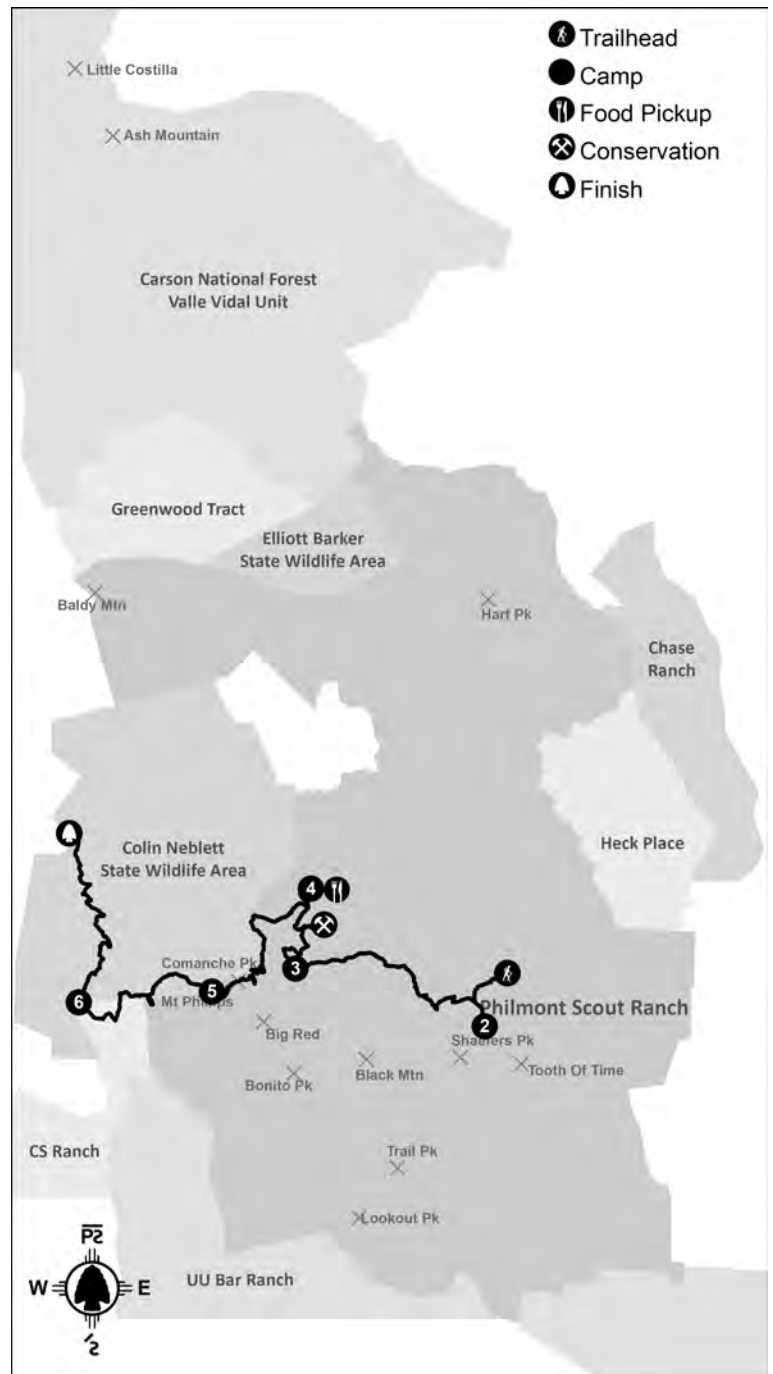 Trailhead
Camp
Food Pickup
Conservation
Finish
Little Costilla
Ash Mountain
Carson National Forest
Valle Vidal Unit
Greenwood Tract
Elliott Barker
State Wildlife Area
Baldy Mtn
Hart Pk
Chase
Ranch
Heck Place
Colin Neblett
State Wildlife Area
4
3
Comanche Pk
5
Mt Phillips
6
2
Philmont Scout Ranch
Big Red
Shaefers Pk
Black Mtn
Tooth Of Time
Bonito Pk
Trail Pk
CS Ranch
Lookout Pk
UU Bar Ranch
W
E